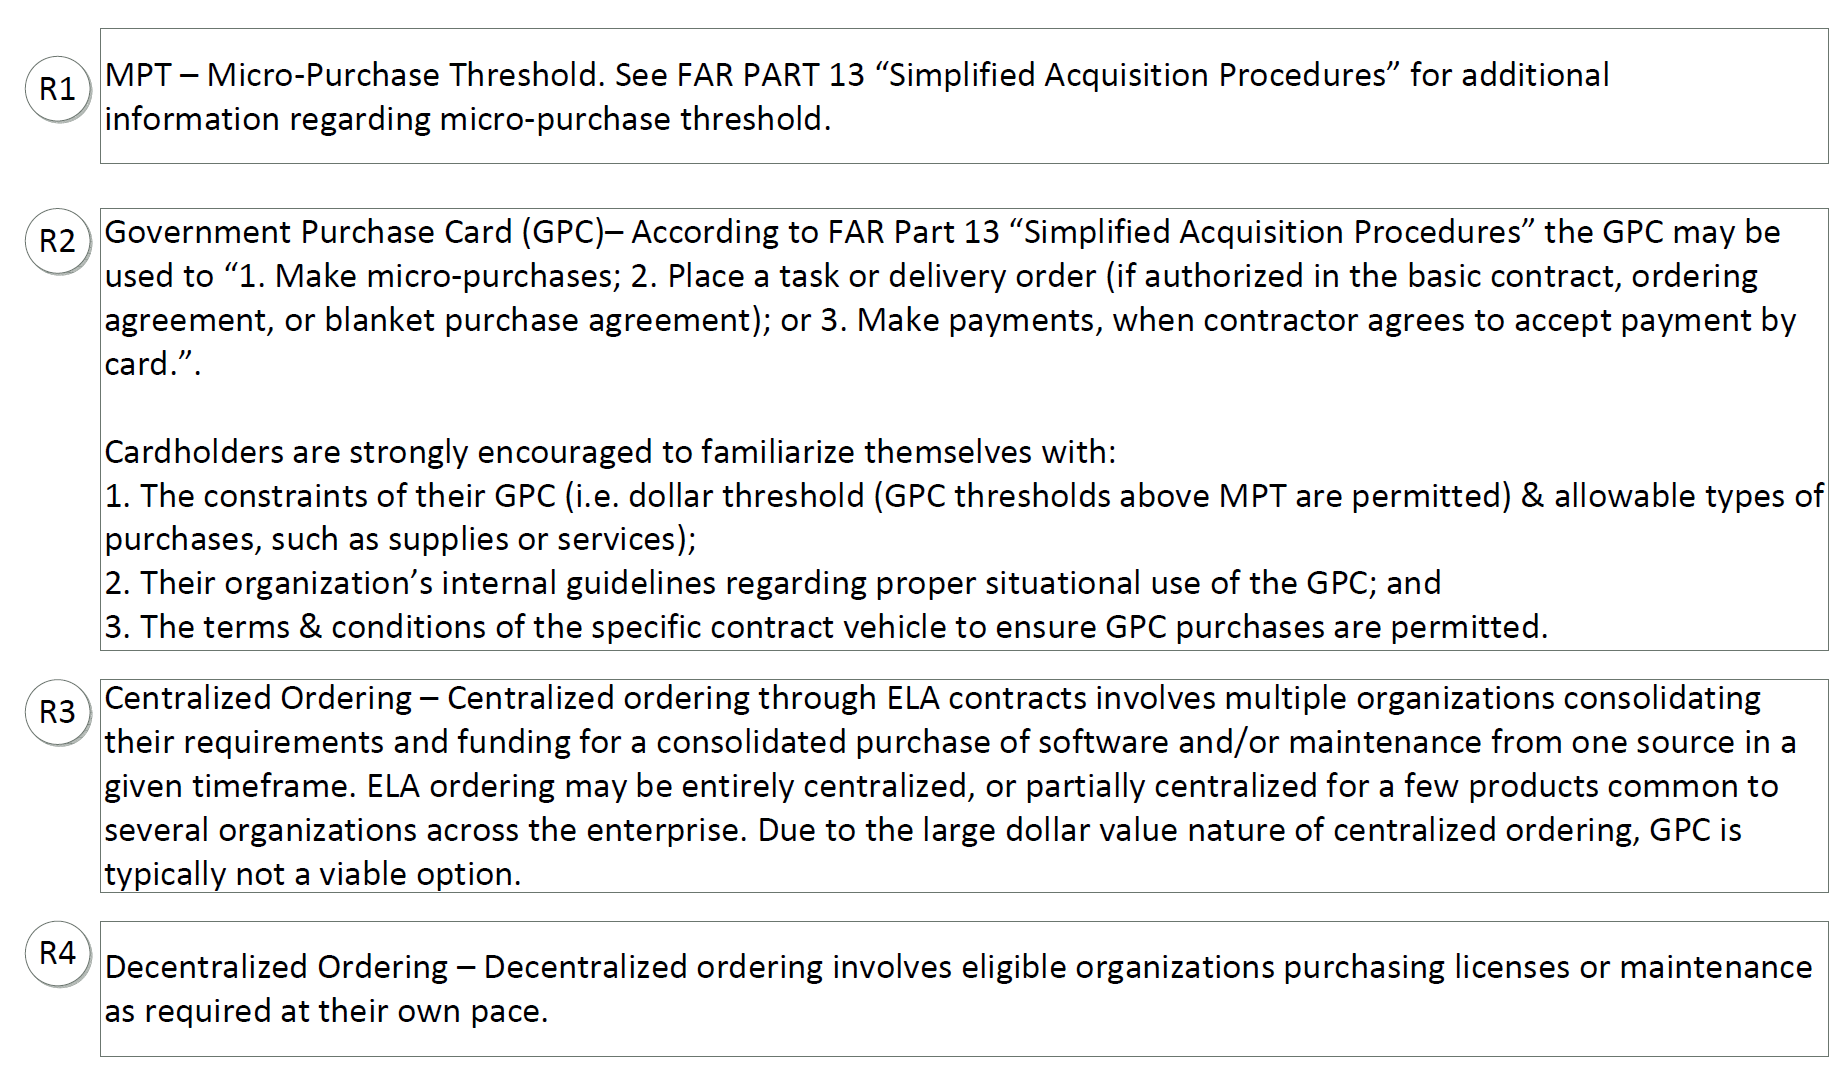 R1
MPT – Micro-Purchase Threshold. See FAR PART 13 “Simplified Acquisition Procedures” for additional
information regarding micro-purchase threshold.
R2
Government Purchase Card (GPC)– According to FAR Part 13 “Simplified Acquisition Procedures” the GPC may be
used to “1. Make micro-purchases; 2. Place a task or delivery order (if authorized in the basic contract, ordering
agreement, or blanket purchase agreement); or 3. Make payments, when contractor agrees to accept payment by
card.”.
Cardholders are strongly encouraged to familiarize themselves with:
1. The constraints of their GPC (i.e. dollar threshold (GPC thresholds above MPT are permitted) & allowable types of
purchases, such as supplies or services);
2. Their organization’s internal guidelines regarding proper situational use of the GPC; and
3. The terms & conditions of the specific contract vehicle to ensure GPC purchases are permitted.
R3
Centralized Ordering – Centralized ordering through ELA contracts involves multiple organizations consolidating
their requirements and funding for a consolidated purchase of software and/or maintenance from one source in a
given timeframe. ELA ordering may be entirely centralized, or partially centralized for a few products common to
several organizations across the enterprise. Due to the large dollar value nature of centralized ordering, GPC is
typically not a viable option.
R4
Decentralized Ordering – Decentralized ordering involves eligible organizations purchasing licenses or maintenance
as required at their own pace.